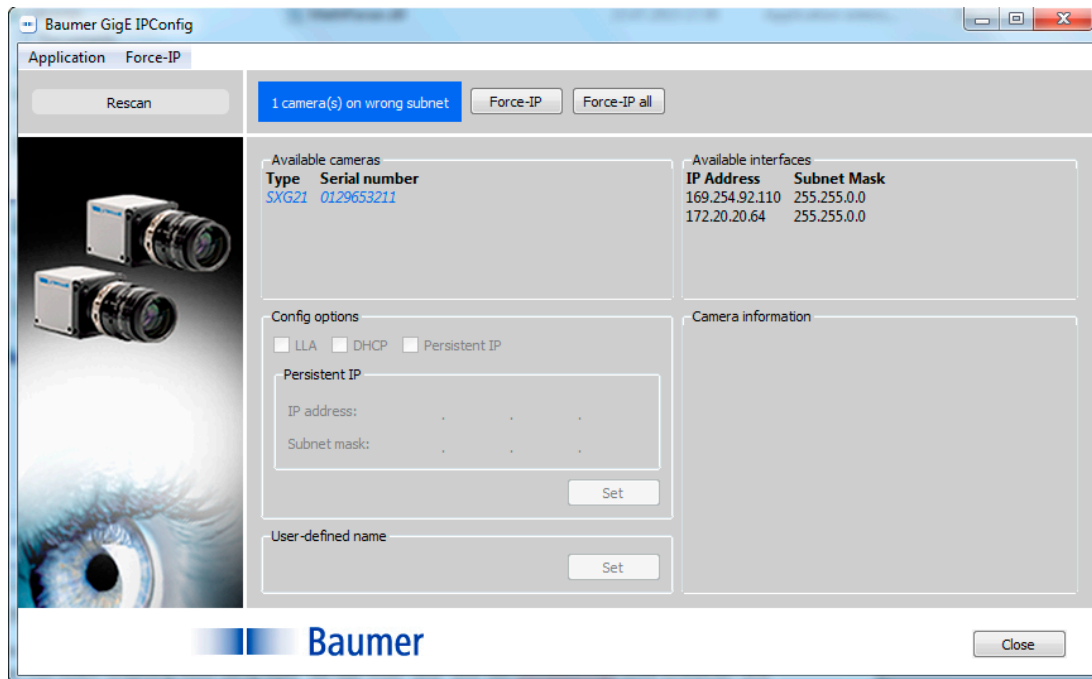 Baumer GigE IPConfig
Application Force-IP
Rescan
1 camera(s) on wrong subnet
Force-IP
Force-IP all
Available cameras
Type Serial number
SXG21 0129653211
Available interfaces
IP Address Subnet Mask
169.254.92.110 255.255.0.0
172.20.20.64 255.255.0.0
Config options
LLA DHCP Persistent IP
Persistent IP
IP address: . . .
Subnet mask: . . .
Set
User-defined name
Set
Camera information
Baumer
Close